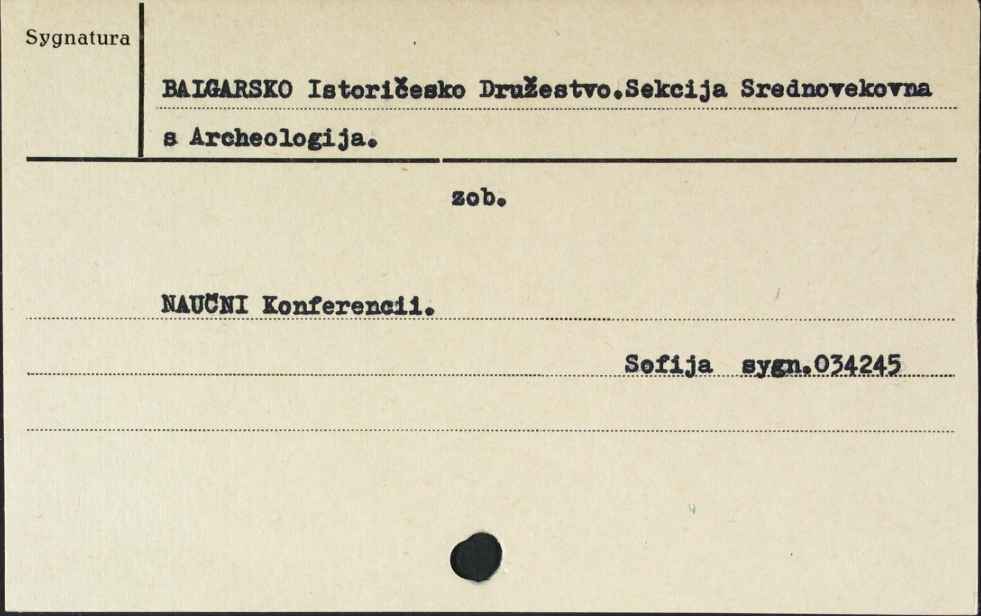 Sygnatura
BALGARSKO Istoričesko Družestvo.Sekcija Srednovekovna
s Archeologija.
zob.
NAUČNI Konferencii.
Sofija sygn.034245